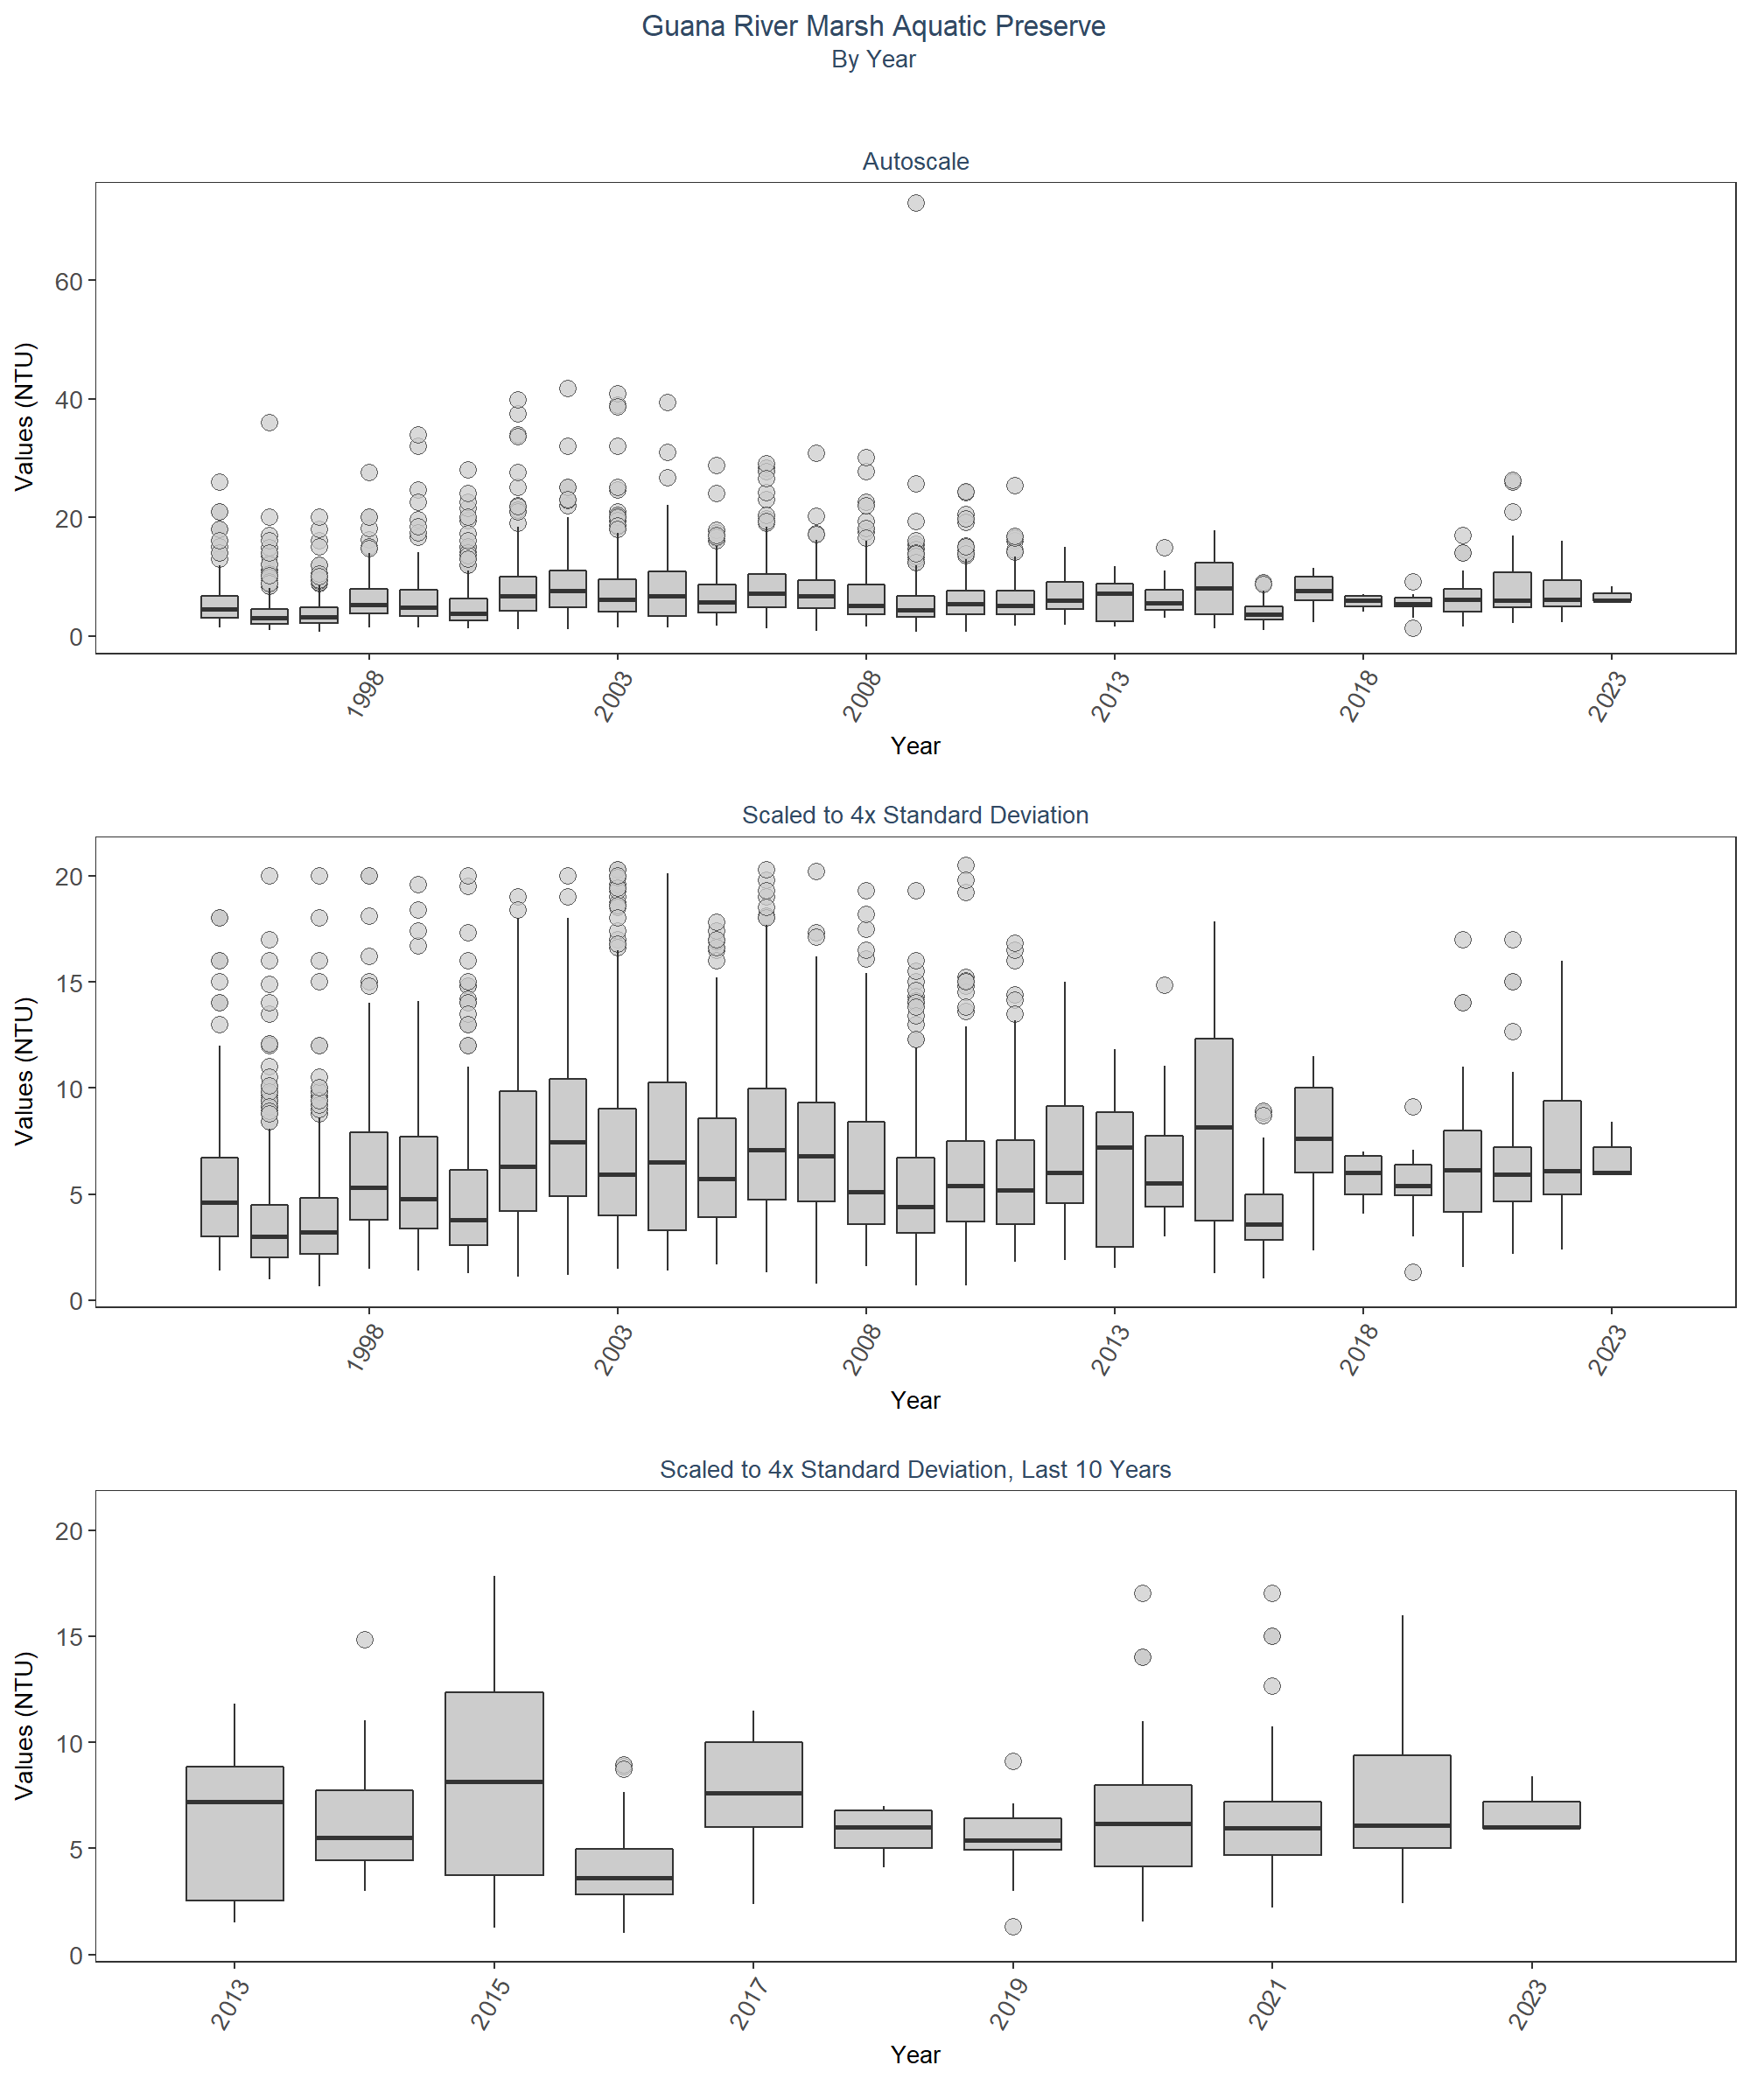 Guana River Marsh Aquatic Preserve
By Year
Autoscale
Values (NTU)
60
40
20
0
1998 2003 2008 2013 2018 2023
Year
Scaled to 4x Standard Deviation
Values (NTU)
20
15
10
5
0
1998 2003 2008 2013 2018 2023
Year
Scaled to 4x Standard Deviation, Last 10 Years
Values (NTU)
20
15
10
5
0
2013 2015 2017 2019 2021 2023
Year